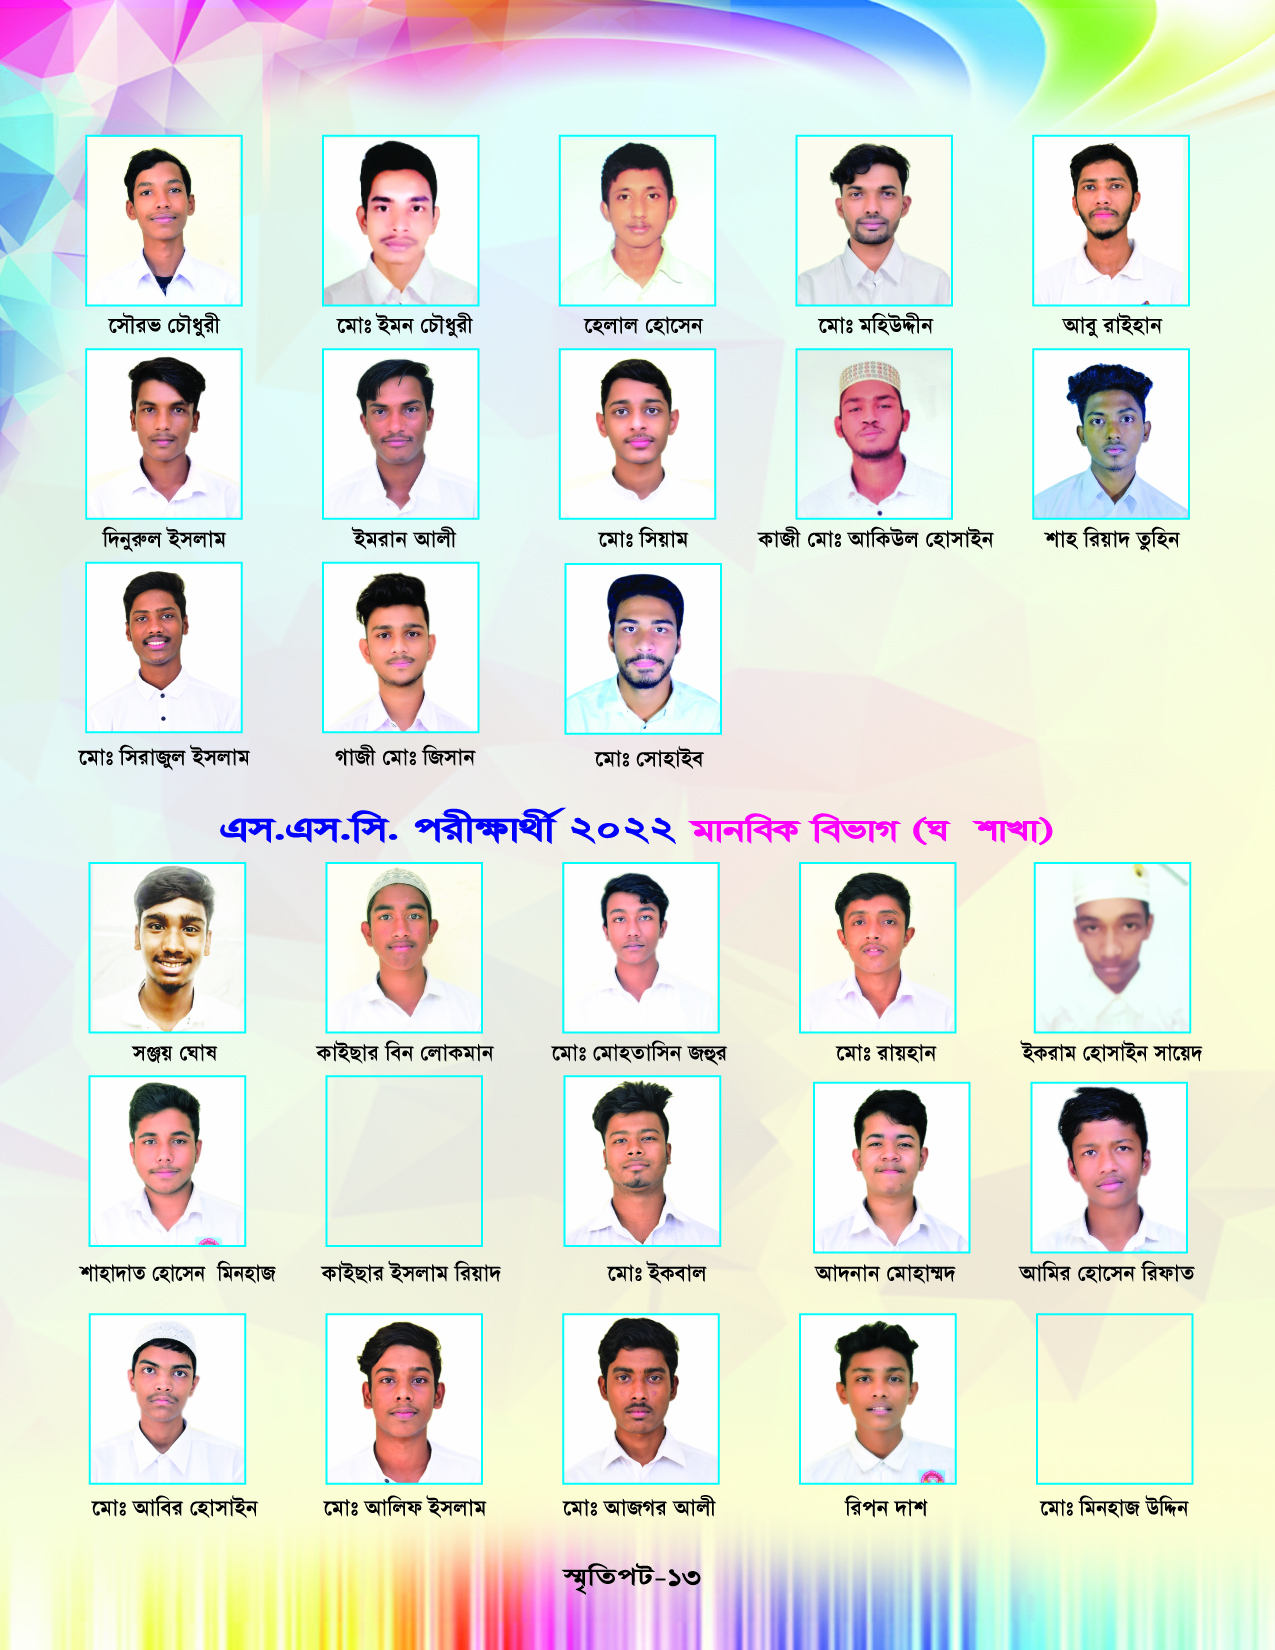 সৌরভ চৌধুরী মোঃ ইমন চৌধুরী হেলাল হোসেন মোঃ মহিউদ্দীন আবু রাইহান
দিনুরুল ইসলাম ইমরান আলী মোঃ সিয়াম কাজী মোঃ আকিউল হোসাইন শাহ রিয়াদ তুহিন
মোঃ সিরাজুল ইসলাম গাজী মোঃ জিসান মোঃ সোহাইব
এস.এস.সি. পরীক্ষার্থী ২০২২ মানবিক বিভাগ (ঘ শাখা)
সঞ্জয় ঘোষ কাইছার বিন লোকমান মোঃ মোহতাসিন জহুর মোঃ রায়হান ইকরাম হোসাইন সায়েদ
শাহাদাত হোসেন মিনহাজ কাইছার ইসলাম রিয়াদ মোঃ ইকবাল আদনান মোহাম্মদ আমির হোসেন রিফাত
মোঃ আবির হোসাইন মোঃ আলিফ ইসলাম মোঃ আজগর আলী রিপন দাশ মোঃ মিনহাজ উদ্দিন
স্মৃতিপট-১৩